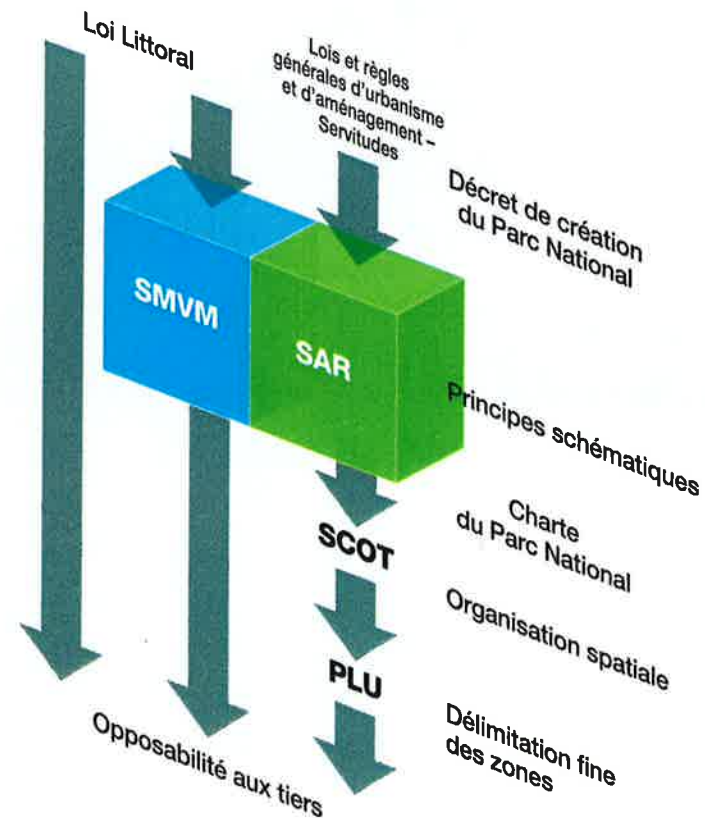 Loi Littoral
Lois et règles
générales d'urbanisme
et d'aménagement –
Servitudes
Décret de création
du Parc National
SMVM
SAR
Principes schématiques
Charte
du Parc National
SCOT
Organisation spatiale
PLU
Délimitation fine
des zones
Opposabilité aux tiers